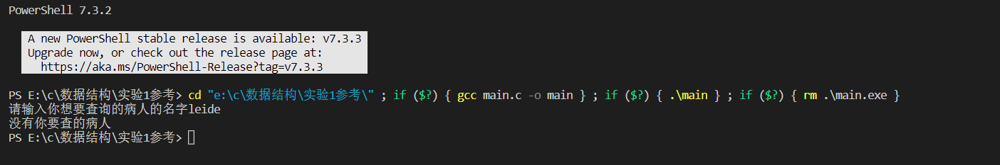 PowerShell 7.3.2
A new PowerShell stable release is available: v7.3.3
Upgrade now, or check out the release page at:
https://aka.ms/PowerShell-Release?tag=v7.3.3
PS E:\c\数据结构\实验1参考> cd "e:\c\数据结构\实验1参考\" ; if ($?) { gcc main.c -o main } ; if ($?) { .\main } ; if ($?) { rm .\main.exe }
请输入你想要查询的病人的名字leide
没有你要查的病人
PS E:\c\数据结构\实验1参考>